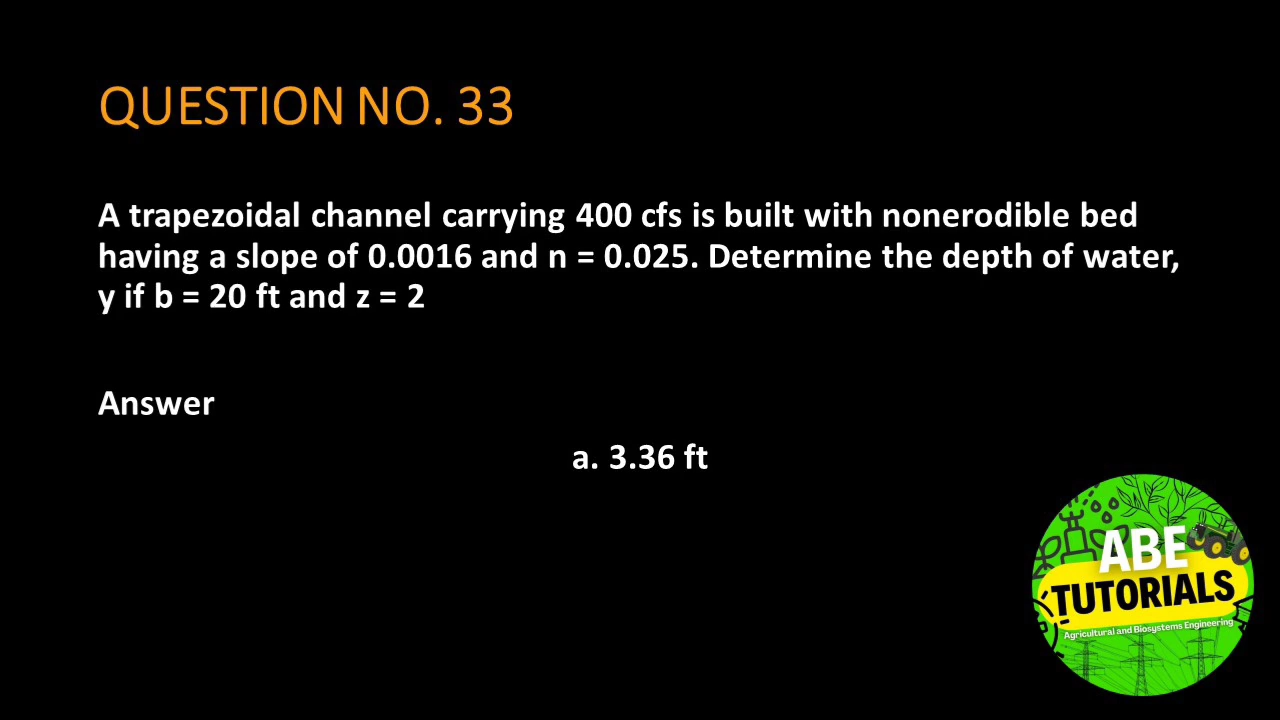 QUESTION NO. 33
A trapezoidal channel carrying 400 cfs is built with nonerodible bed
having a slope of 0.0016 and n = 0.025. Determine the depth of water,
y if b = 20 ft and z = 2
Answer
a. 3.36 ft
ABE
TUTORIALS
Agricultural and Biosystems Engineering